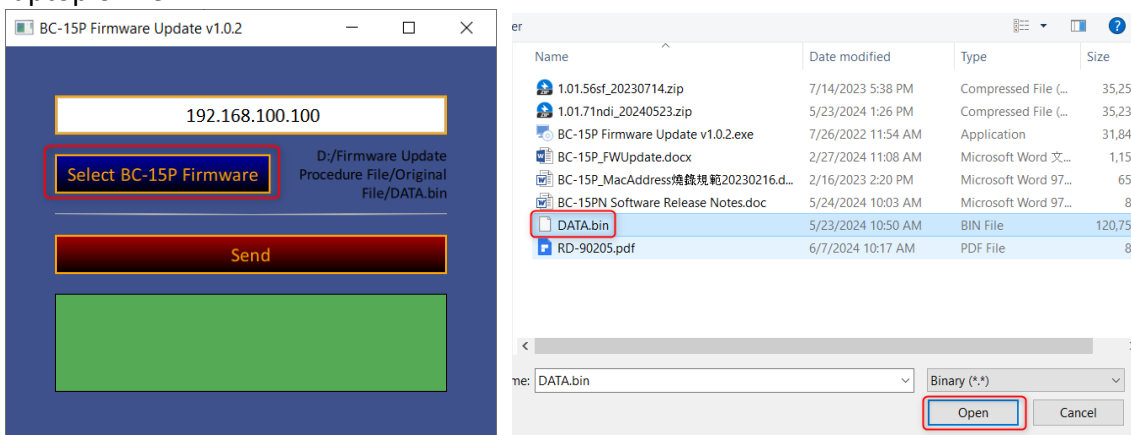 BC-15P Firmware Update v1.0.2
192.168.100.100
Select BC-15P Firmware
D:/Firmware Update
Procedure File/Original
File/DATA.bin
Send
er
Name Date modified Type Size
1.01.56sf_20230714.zip 7/14/2023 5:38 PM Compressed File (... 35,25
1.01.71ndi_20240523.zip 5/23/2024 1:26 PM Compressed File (... 35,23
BC-15P Firmware Update v1.0.2.exe 7/26/2022 11:54 AM Application 31,84
BC-15P_FWUpdate.docx 2/27/2024 11:08 AM Microsoft Word 文... 1,15
BC-15P_MacAddress燒錄規範20230216.d... 2/16/2023 2:20 PM Microsoft Word 97... 65
BC-15PN Software Release Notes.doc 5/24/2024 10:03 AM Microsoft Word 97... 8
DATA.bin 5/23/2024 10:50 AM BIN File 120,75
RD-90205.pdf 6/7/2024 10:17 AM PDF File 8
me: DATA.bin Binary (*.*)
Open Cancel